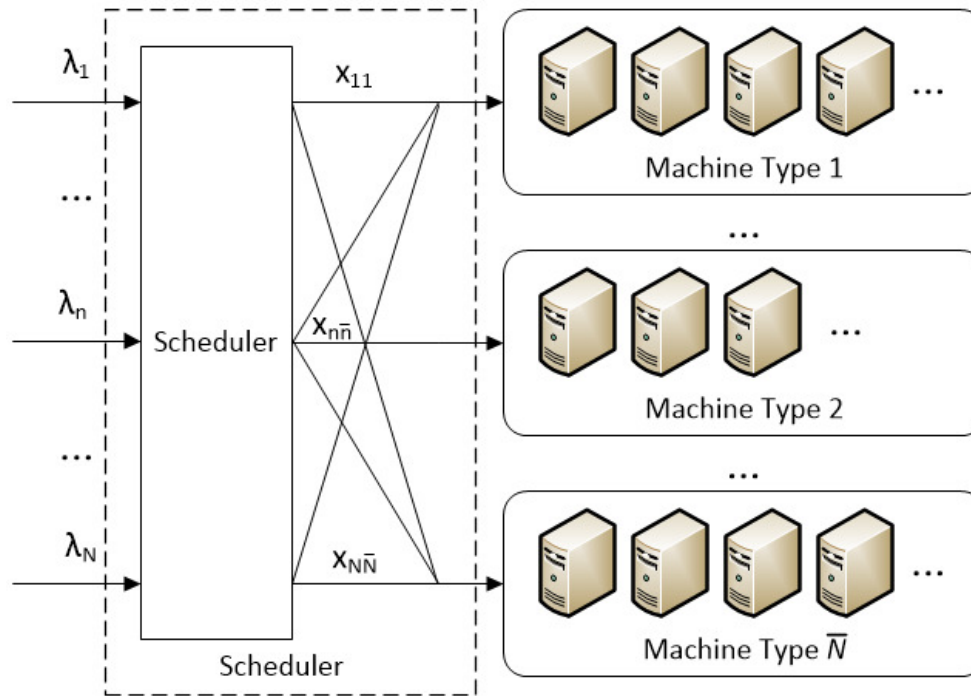 λ₁
x₁₁
...
Machine Type 1
...
...
λₙ
Scheduler
xₙn̅
...
Machine Type 2
...
...
λ_N
x_NN̅
...
Scheduler
Machine Type N̅